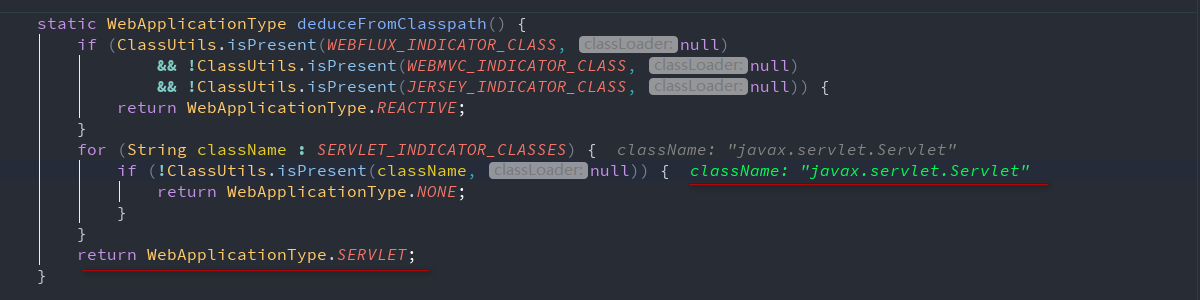 static WebApplicationType deduceFromClasspath() {
if (ClassUtils.isPresent(WEBFLUX_INDICATOR_CLASS, classLoader: null)
&& !ClassUtils.isPresent(WEBMVC_INDICATOR_CLASS, classLoader: null)
&& !ClassUtils.isPresent(JERSEY_INDICATOR_CLASS, classLoader: null)) {
return WebApplicationType.REACTIVE;
}
for (String className : SERVLET_INDICATOR_CLASSES) { className: "javax.servlet.Servlet"
if (!ClassUtils.isPresent(className, classLoader: null)) { className: "javax.servlet.Servlet"
return WebApplicationType.NONE;
}
}
return WebApplicationType.SERVLET;
}